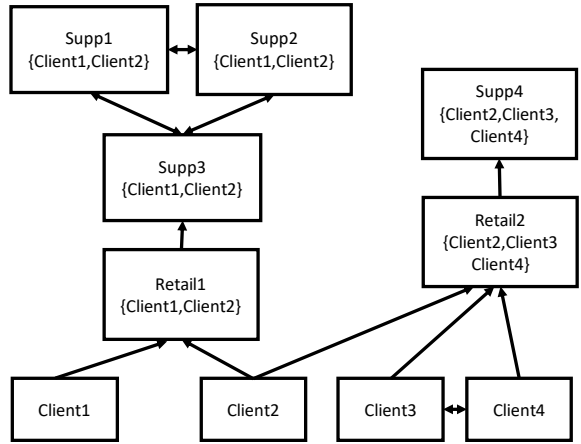 Supp1
{Client1,Client2}
Supp2
{Client1,Client2}
Supp4
{Client2,Client3,
Client4}
Supp3
{Client1,Client2}
Retail2
{Client2,Client3
Client4}
Retail1
{Client1,Client2}
Client1
Client2
Client3
Client4